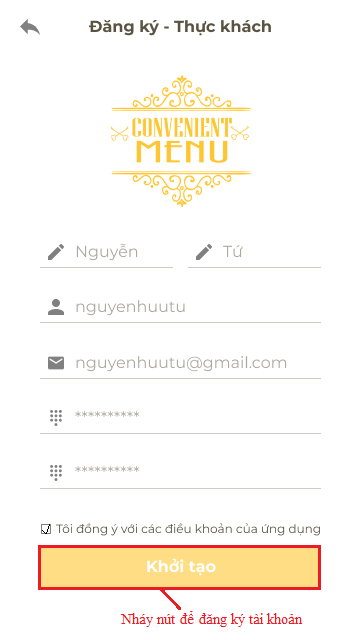 Đăng ký - Thực khách
CONVENIENT
MENU
Nguyễn Tứ
nguyenhuutu
nguyenhuutu@gmail.com
**********
**********
Tôi đồng ý với các điều khoản của ứng dụng
Khởi tạo
Nháy nút để đăng ký tài khoản